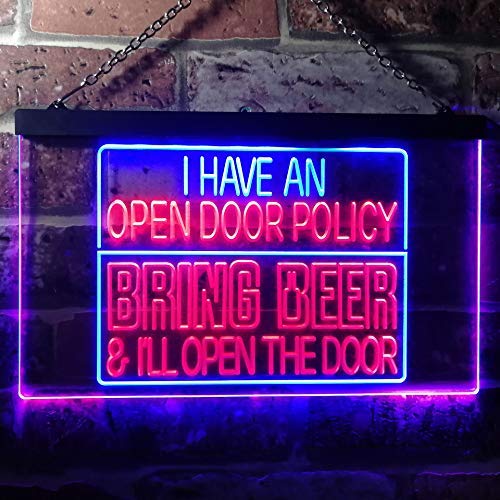 I HAVE AN
OPEN DOOR POLICY
BRING BEER
& I'LL OPEN THE DOOR